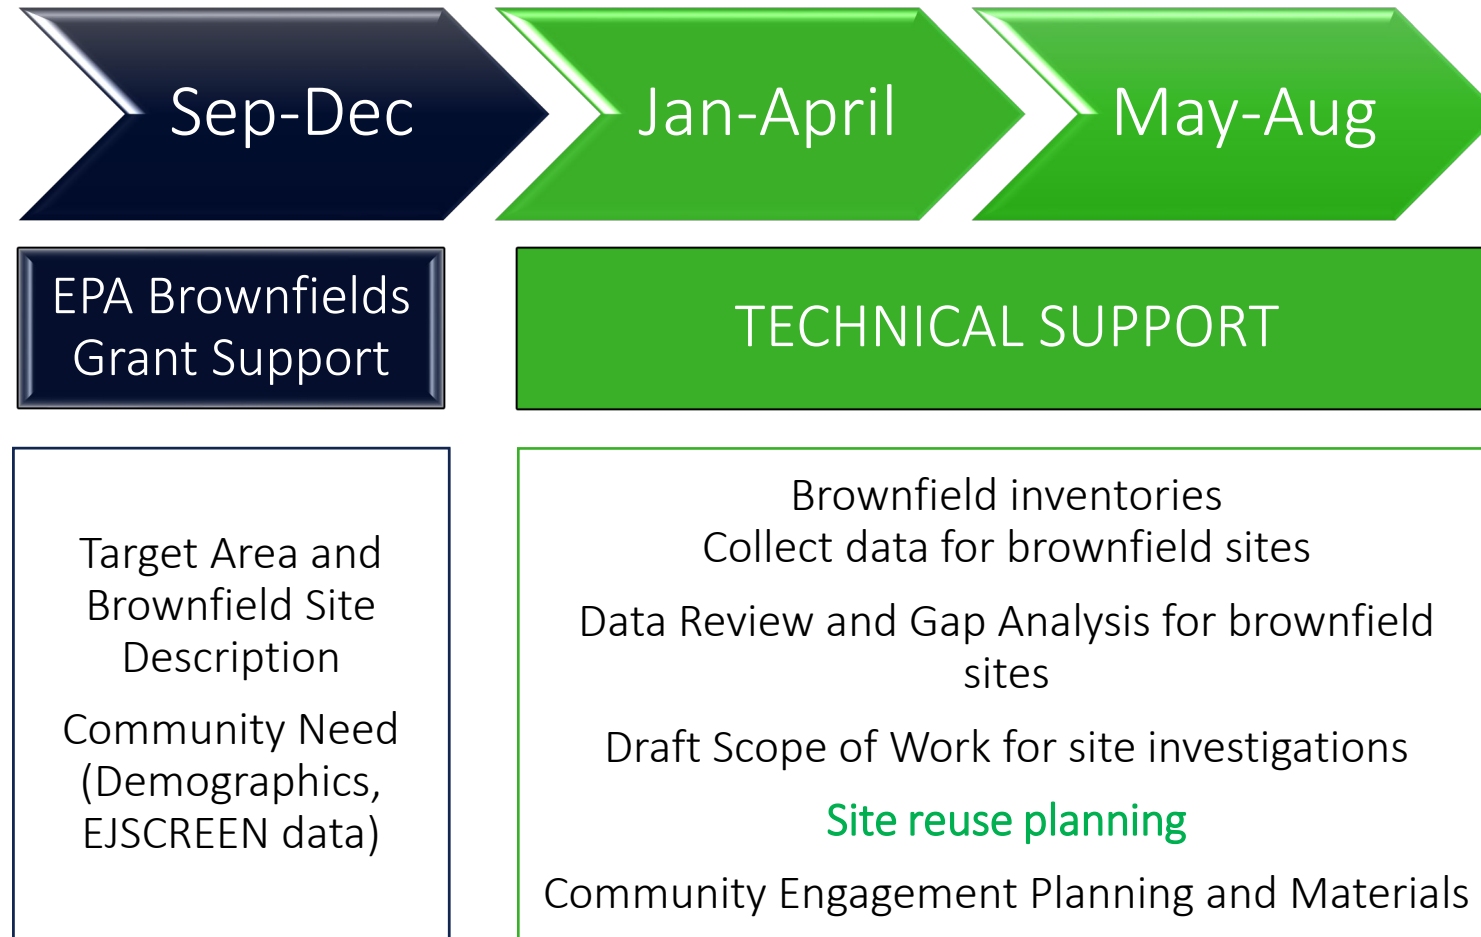 Sep-Dec
Jan-April
May-Aug
EPA Brownfields
Grant Support
TECHNICAL SUPPORT
Target Area and
Brownfield Site
Description
Community Need
(Demographics,
EJSCREEN data)
Brownfield inventories
Collect data for brownfield sites
Data Review and Gap Analysis for brownfield
sites
Draft Scope of Work for site investigations
Site reuse planning
Community Engagement Planning and Materials